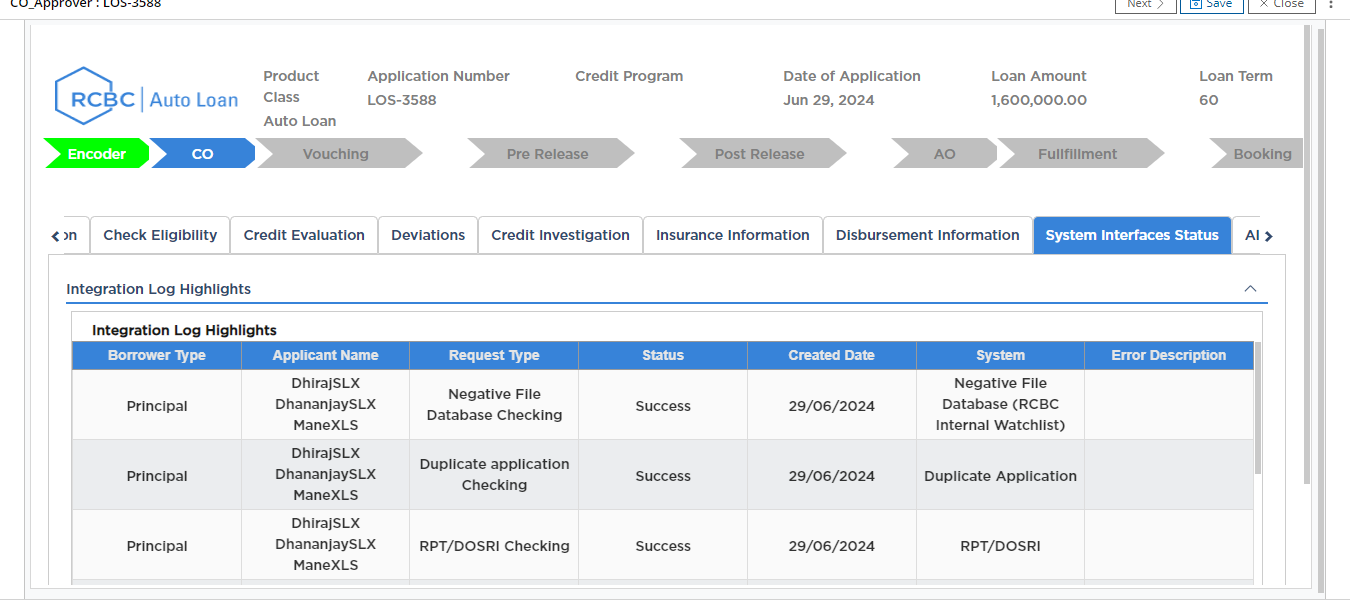 CO_Approver : LOS-3588
Next
Save
Close
RCBC Auto Loan
Product Class
Auto Loan
Application Number
LOS-3588
Credit Program
Date of Application
Jun 29, 2024
Loan Amount
1,600,000.00
Loan Term
60
Encoder
CO
Vouching
Pre Release
Post Release
AO
Fullfillment
Booking
on
Check Eligibility
Credit Evaluation
Deviations
Credit Investigation
Insurance Information
Disbursement Information
System Interfaces Status
Al
Integration Log Highlights
Integration Log Highlights
Borrower Type Applicant Name Request Type Status Created Date System Error Description
Principal
DhirajSLX
DhananjaySLX
ManeXLS
Negative File
Database Checking
Success
29/06/2024
Negative File
Database (RCBC
Internal Watchlist)
Principal
DhirajSLX
DhananjaySLX
ManeXLS
Duplicate application
Checking
Success
29/06/2024
Duplicate Application
Principal
DhirajSLX
DhananjaySLX
ManeXLS
RPT/DOSRI Checking
Success
29/06/2024
RPT/DOSRI